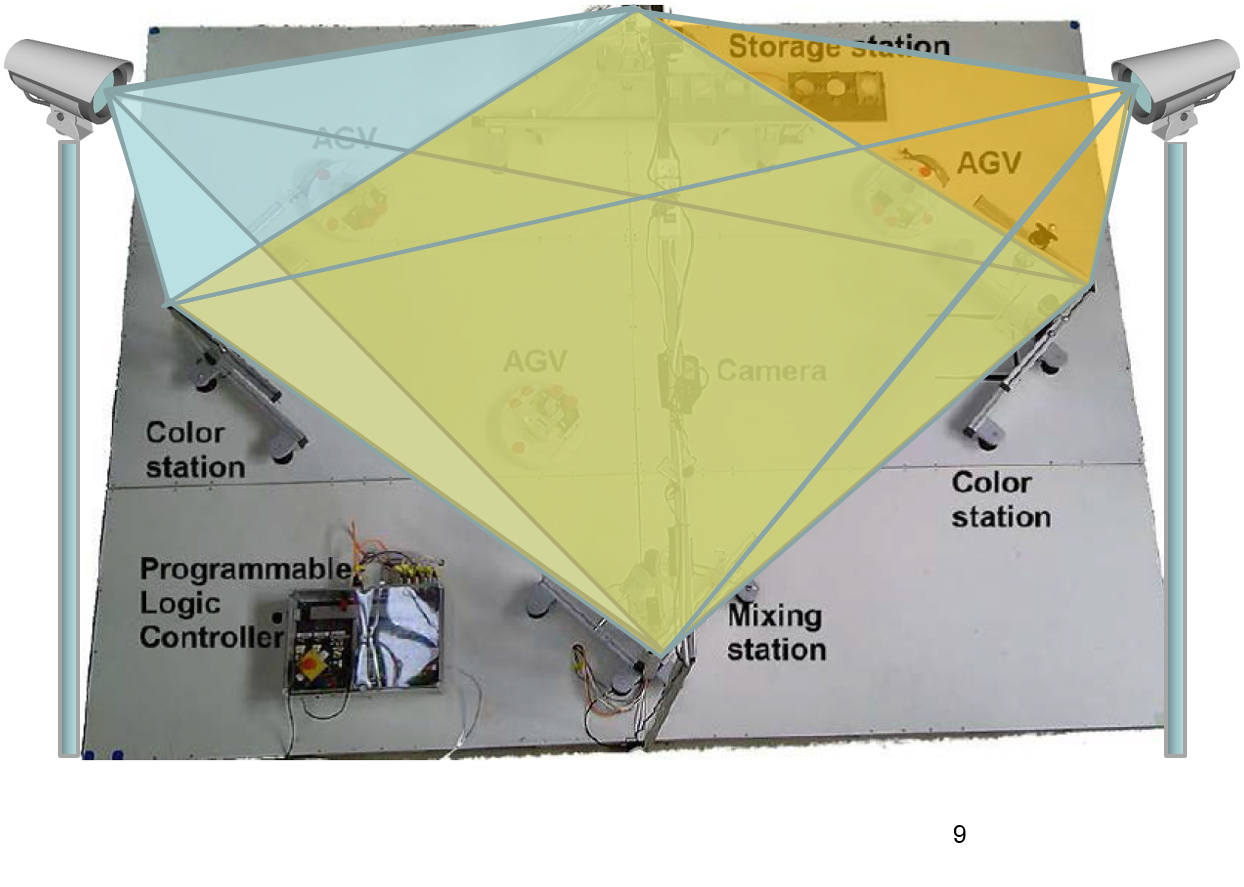 Storage station
AGV
AGV
AGV
Camera
Color
station
Color
station
Programmable
Logic
Controller
Mixing
station
9